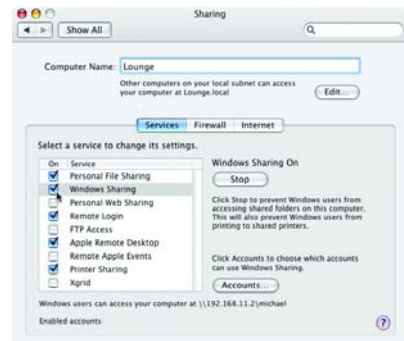 Sharing
Show All
Computer Name: Lounge
Other computers on your local subnet can access
your computer at Lounge.local
Edit...
Services Firewall Internet
Select a service to change its settings.
On Service
Personal File Sharing
Windows Sharing
Personal Web Sharing
Remote Login
FTP Access
Apple Remote Desktop
Remote Apple Events
Printer Sharing
Xgrid
Windows Sharing On
Stop
Click Stop to prevent Windows users from
accessing shared folders on this computer.
This will also prevent Windows users from
printing to shared printers.
Click Accounts to choose which accounts
can use Windows Sharing.
Accounts...
Windows users can access your computer at \\192.168.11.2\michael
Enabled accounts:
?